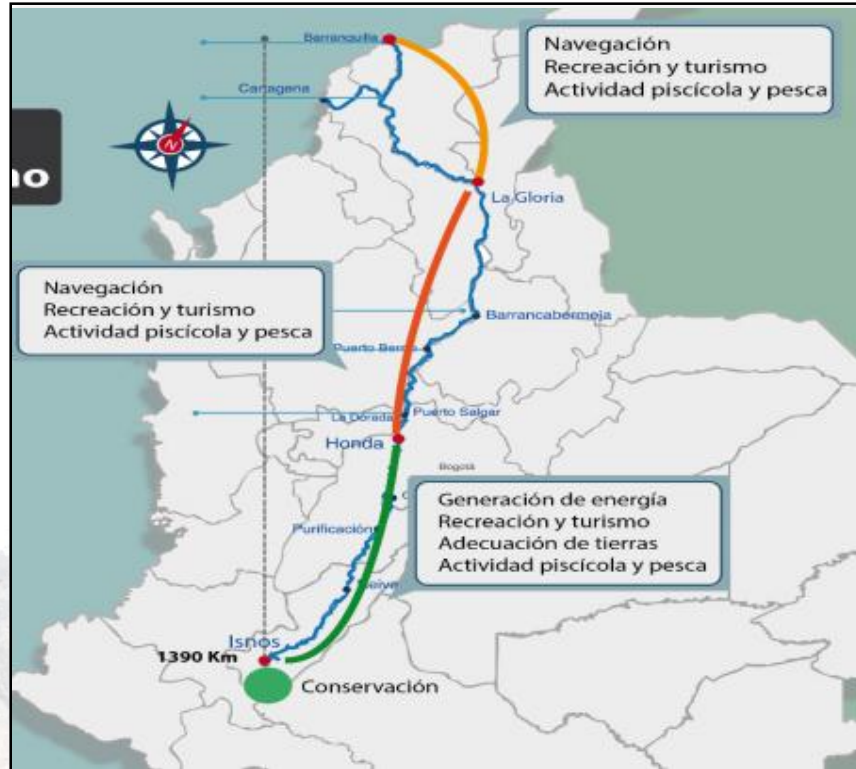 Barranquilla
Cartagena
Navegación
Recreación y turismo
Actividad piscícola y pesca
N
no
La Gloria
Navegación
Recreación y turismo
Actividad piscícola y pesca
Barrancabermeja
Puerto
La Dorada
Puerto Salgar
Honda
Bogotá
Generación de energía
Recreación y turismo
Adecuación de tierras
Actividad piscícola y pesca
Purificación
Isnos
1390 Km
Conservación